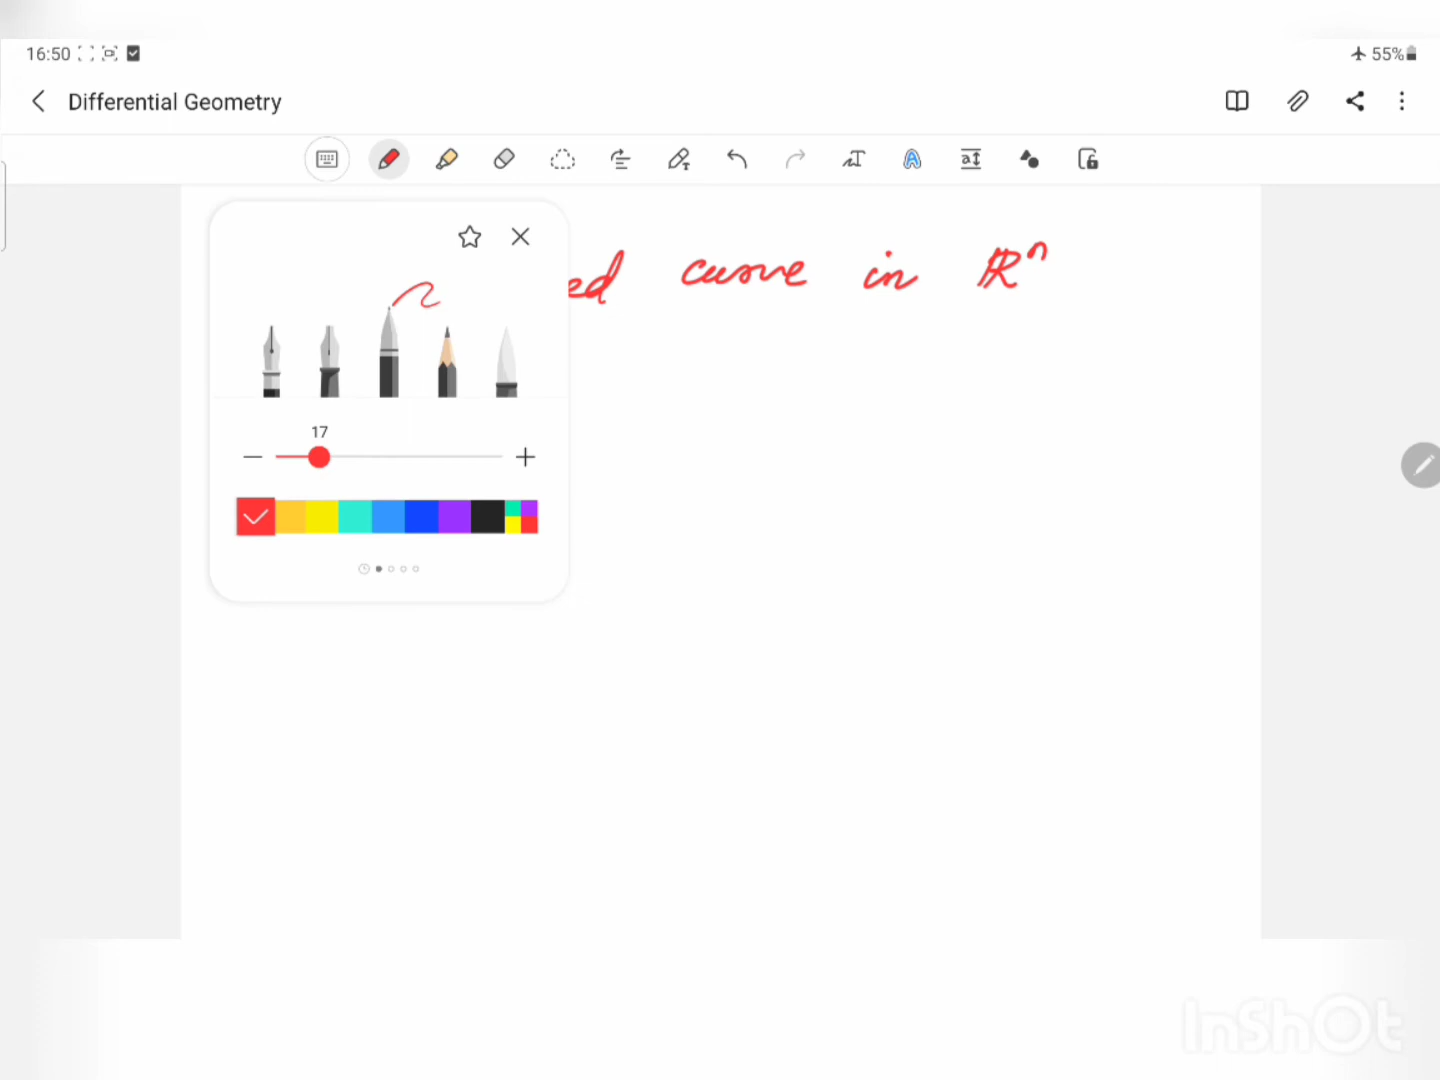 16:50
55%
Differential Geometry
ed curve in ℝⁿ
17
InShOt